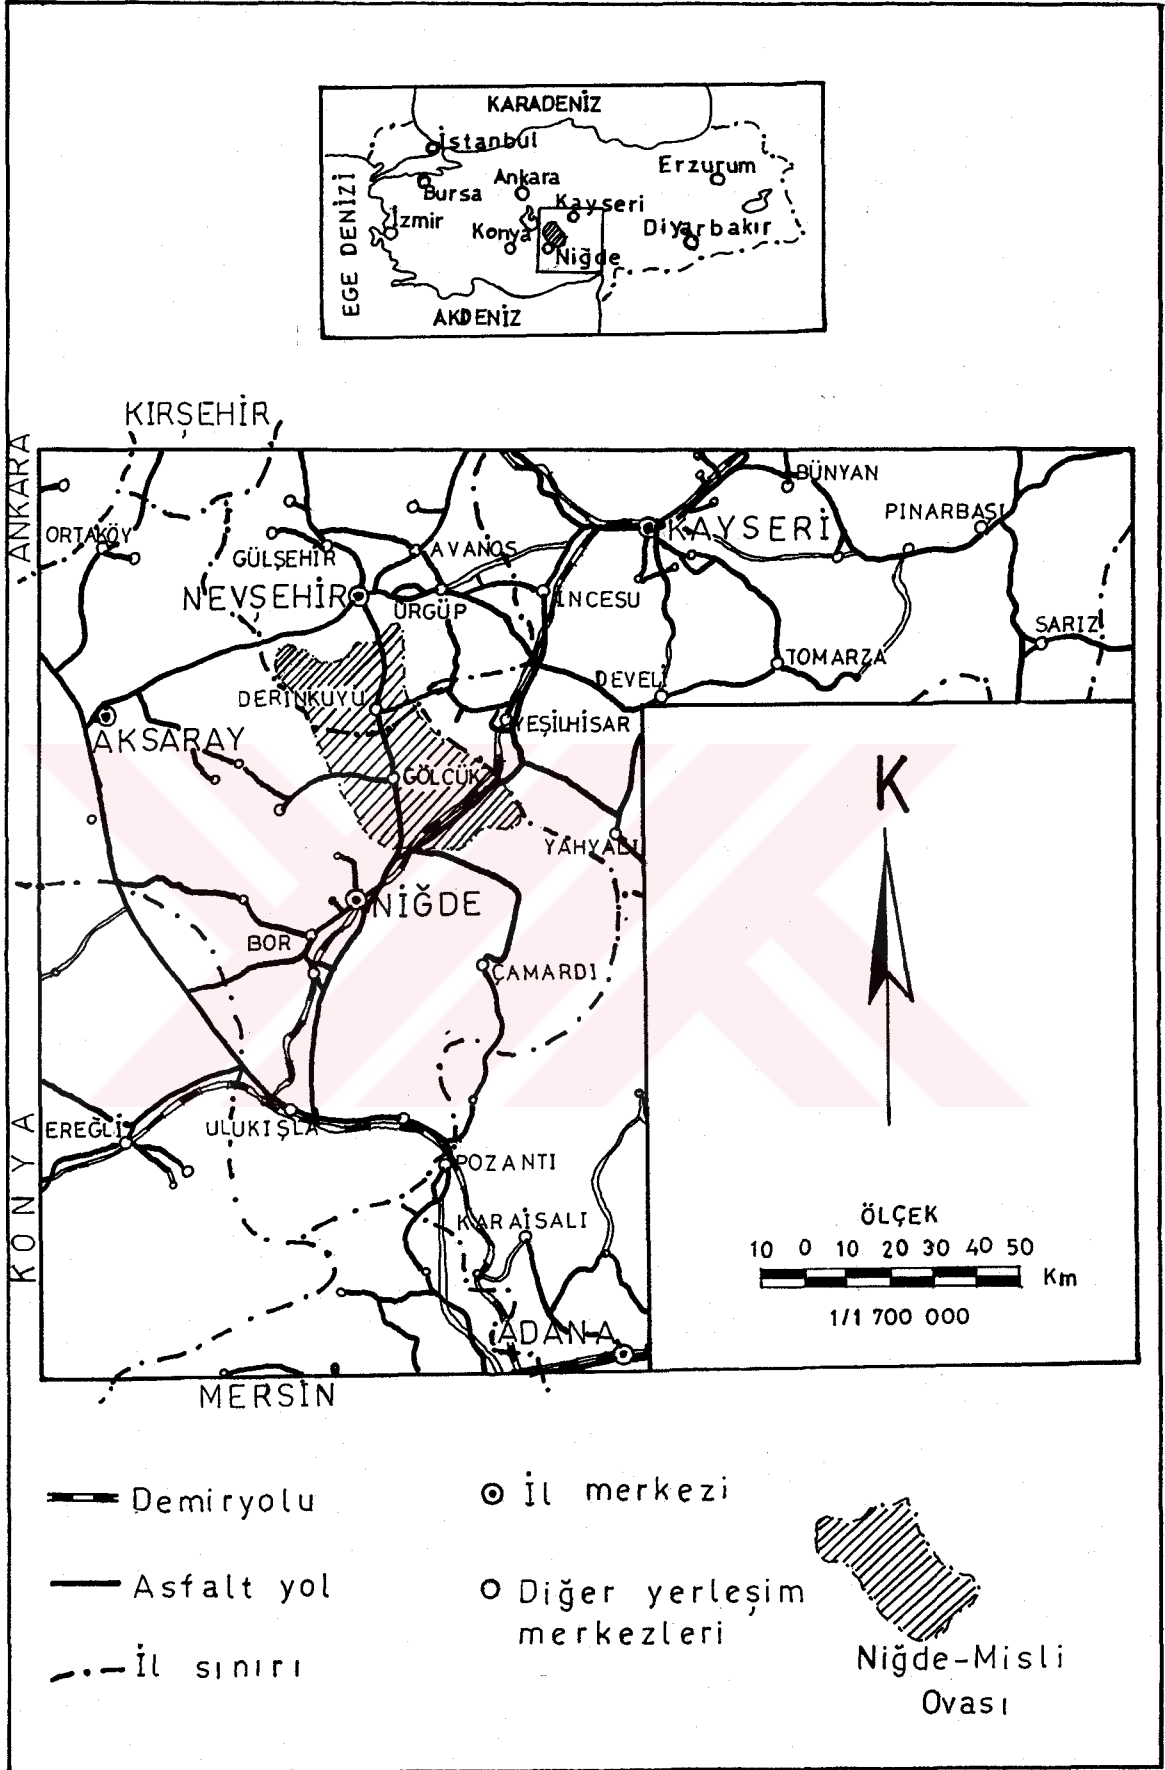 KARADENİZ
İstanbul
Erzurum
Ankara
Bursa
Kayseri
EGE DENİZİ
İzmir
Konya
Diyarbakır
Niğde
AKDENİZ
KIRŞEHİR
ANKARA
BÜNYAN
PINARBAŞI
KAYSERİ
ORTAKÖY
AVANOS
GÜLŞEHİR
NEVŞEHİR
ÜRGÜP
İNCESU
SARIZ
TOMARZA
DEVELİ
DERİNKUYU
YEŞİLHİSAR
AKSARAY
GÖLCÜK
K
YAHYALI
NİĞDE
BOR
ÇAMARDI
EREĞLİ
ULUKIŞLA
KONYA
POZANTI
KARAİSALI
ÖLÇEK
10 0 10 20 30 40 50
Km
1/1 700 000
ADANA
MERSİN
Demiryolu
İl merkezi
Asfalt yol
Diğer yerleşim
merkezleri
İl sınırı
Niğde-Misli
Ovası